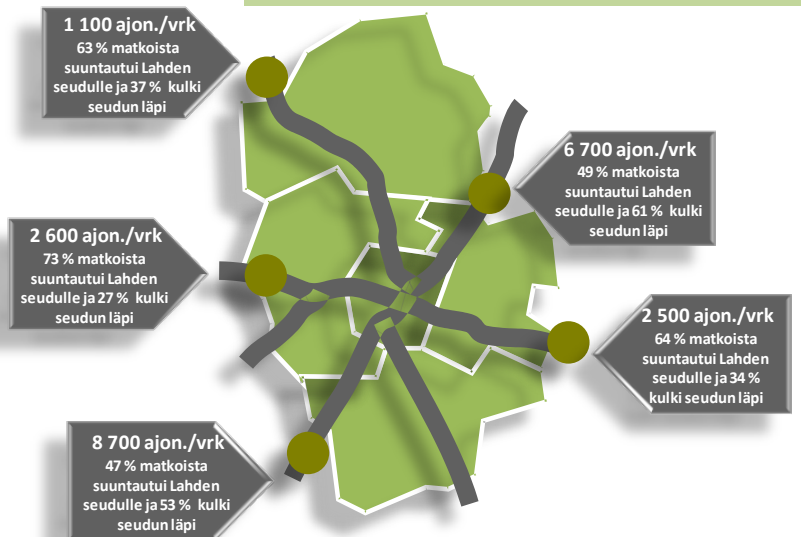 1 100 ajon./vrk
63 % matkoista
suuntautui Lahden
seudulle ja 37 % kulki
seudun läpi
6 700 ajon./vrk
49 % matkoista
suuntautui Lahden
seudulle ja 61 % kulki
seudun läpi
2 600 ajon./vrk
73 % matkoista
suuntautui Lahden
seudulle ja 27 % kulki
seudun läpi
2 500 ajon./vrk
64 % matkoista
suuntautui Lahden
seudulle ja 34 %
kulki seudun läpi
8 700 ajon./vrk
47 % matkoista
suuntautui Lahden
seudulle ja 53 % kulki
seudun läpi